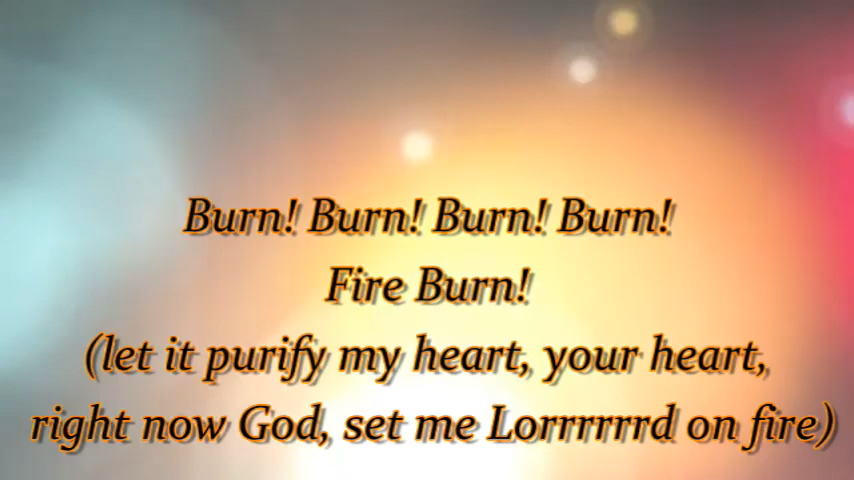 Burn! Burn! Burn! Burn!
Fire Burn!
(let it purify my heart, your heart,
right now God, set me Lorrrrrrd on fire)